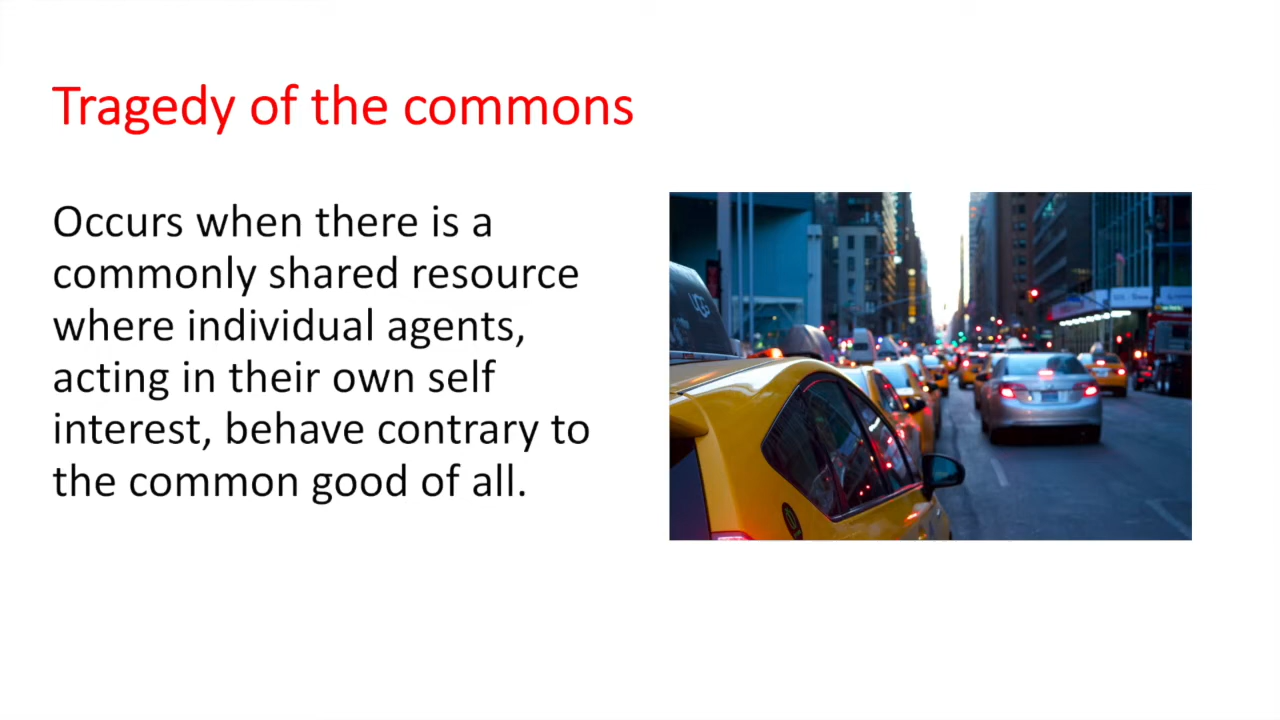 Tragedy of the commons
Occurs when there is a
commonly shared resource
where individual agents,
acting in their own self
interest, behave contrary to
the common good of all.
UGG